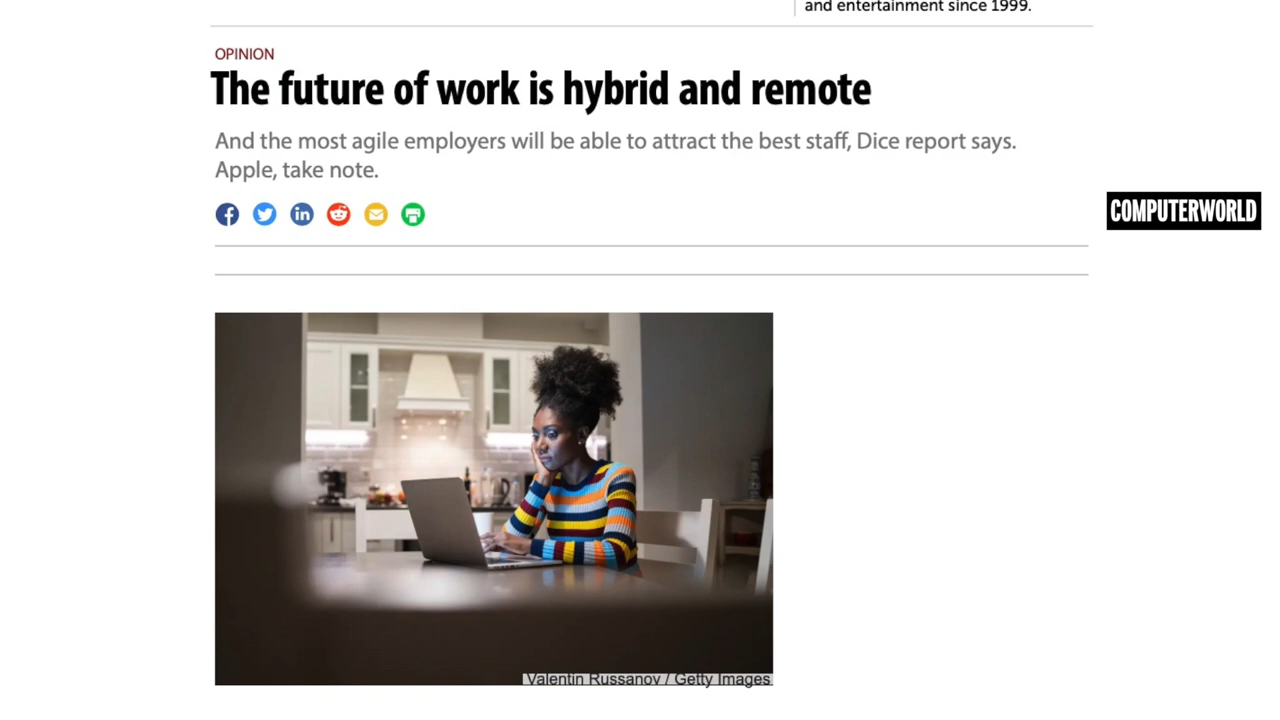 and entertainment since 1999.
OPINION
The future of work is hybrid and remote
And the most agile employers will be able to attract the best staff, Dice report says.
Apple, take note.
COMPUTERWORLD
Valentin Russanov / Getty Images